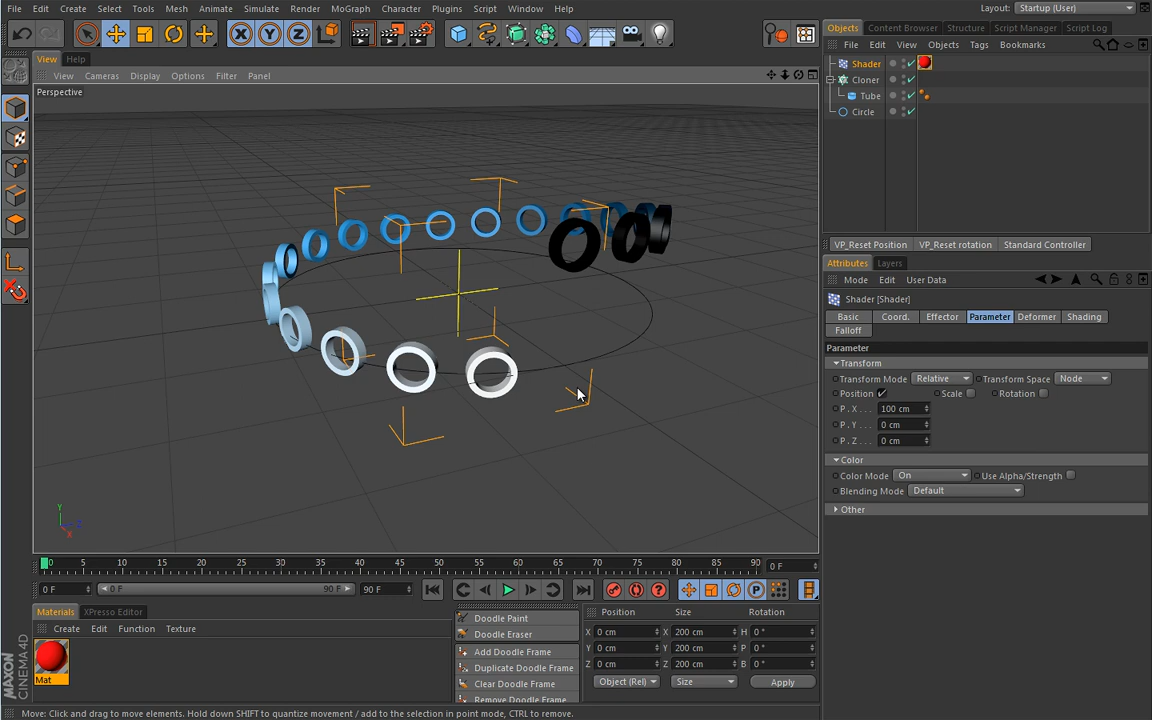 File Edit Create Select Tools Mesh Animate Simulate Render MoGraph Character Plugins Script Window Help
Layout: Startup (User)
X Y Z
View Help
View Cameras Display Options Filter Panel
Perspective
Y
Z
X
0 5 10 15 20 25 30 35 40 45 50 55 60 65 70 75 80 85 90 0 F
0 F 0 F 90 F 90 F
P
Materials XPresso Editor
Create Edit Function Texture
Mat
Doodle Paint
Doodle Eraser
Add Doodle Frame
Duplicate Doodle Frame
Clear Doodle Frame
Remove Doodle Frame
Position Size Rotation
X 0 cm X 200 cm H 0 °
Y 0 cm Y 200 cm P 0 °
Z 0 cm Z 200 cm B 0 °
Object (Rel) Size Apply
MAXON CINEMA 4D
Move: Click and drag to move elements. Hold down SHIFT to quantize movement / add to the selection in point mode, CTRL to remove.
Objects Content Browser Structure Script Manager Script Log
File Edit View Objects Tags Bookmarks
Shader
Cloner
Tube
Circle
VP_Reset Position VP_Reset rotation Standard Controller
Attributes Layers
Mode Edit User Data
Shader [Shader]
Basic Coord. Effector Parameter Deformer Shading
Falloff
Parameter
Transform
Transform Mode Relative Transform Space Node
Position Scale Rotation
P . X . . . 100 cm
P . Y . . . 0 cm
P . Z . . . 0 cm
Color
Color Mode On Use Alpha/Strength
Blending Mode Default
Other